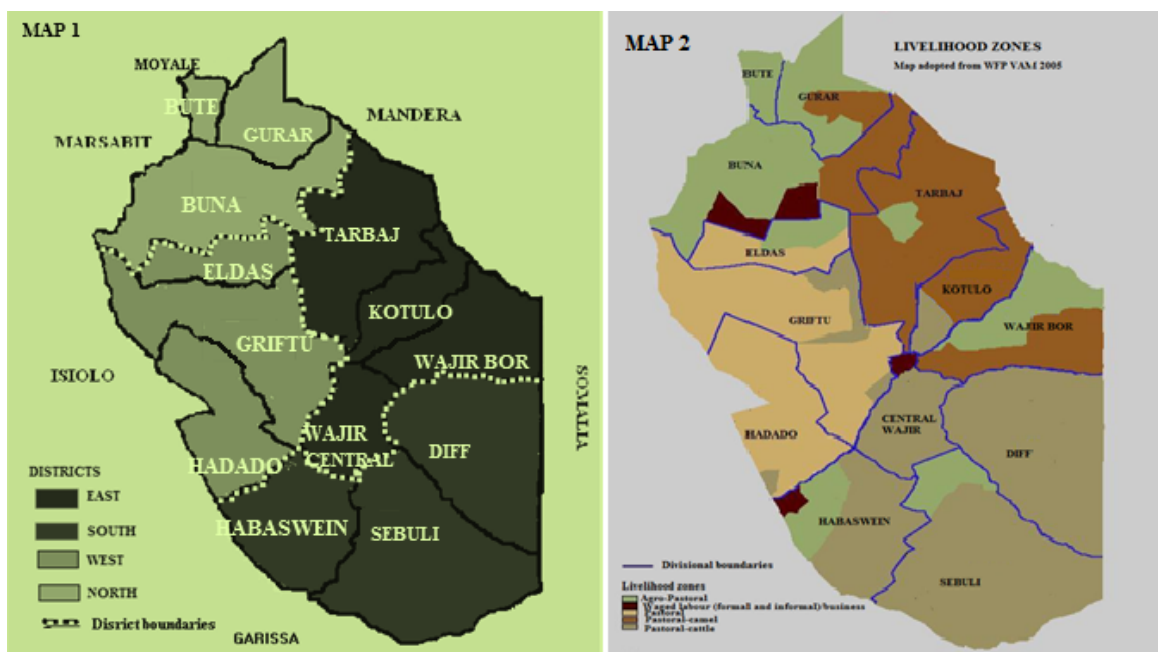 MAP 1
MOYALE
BUTE
MANDERA
GURAR
MARSABIT
BUNA
TARBAJ
ELDAS
KOTULO
GRIFTU
WAJIR BOR
ISIOLO
SOMALIA
WAJIR
CENTRAL
DIFF
HADADO
HABASWEIN
SEBULI
DISTRICTS
EAST
SOUTH
WEST
NORTH
Disrict boundaries
GARISSA
MAP 2
LIVELIHOOD ZONES
Map adopted from WFP VAM 2005
BUTE
GURAR
BUNA
TARBAJ
ELDAS
KOTULO
GRIFTU
WAJIR BOR
CENTRAL
WAJIR
HADADO
DIFF
HABASWEIN
SEBULI
Divisional boundaries
Livelihood zones
Agro-Pastoral
Waged labour (formall and informal)/business
Pastoral
Pastoral-camel
Pastoral-cattle